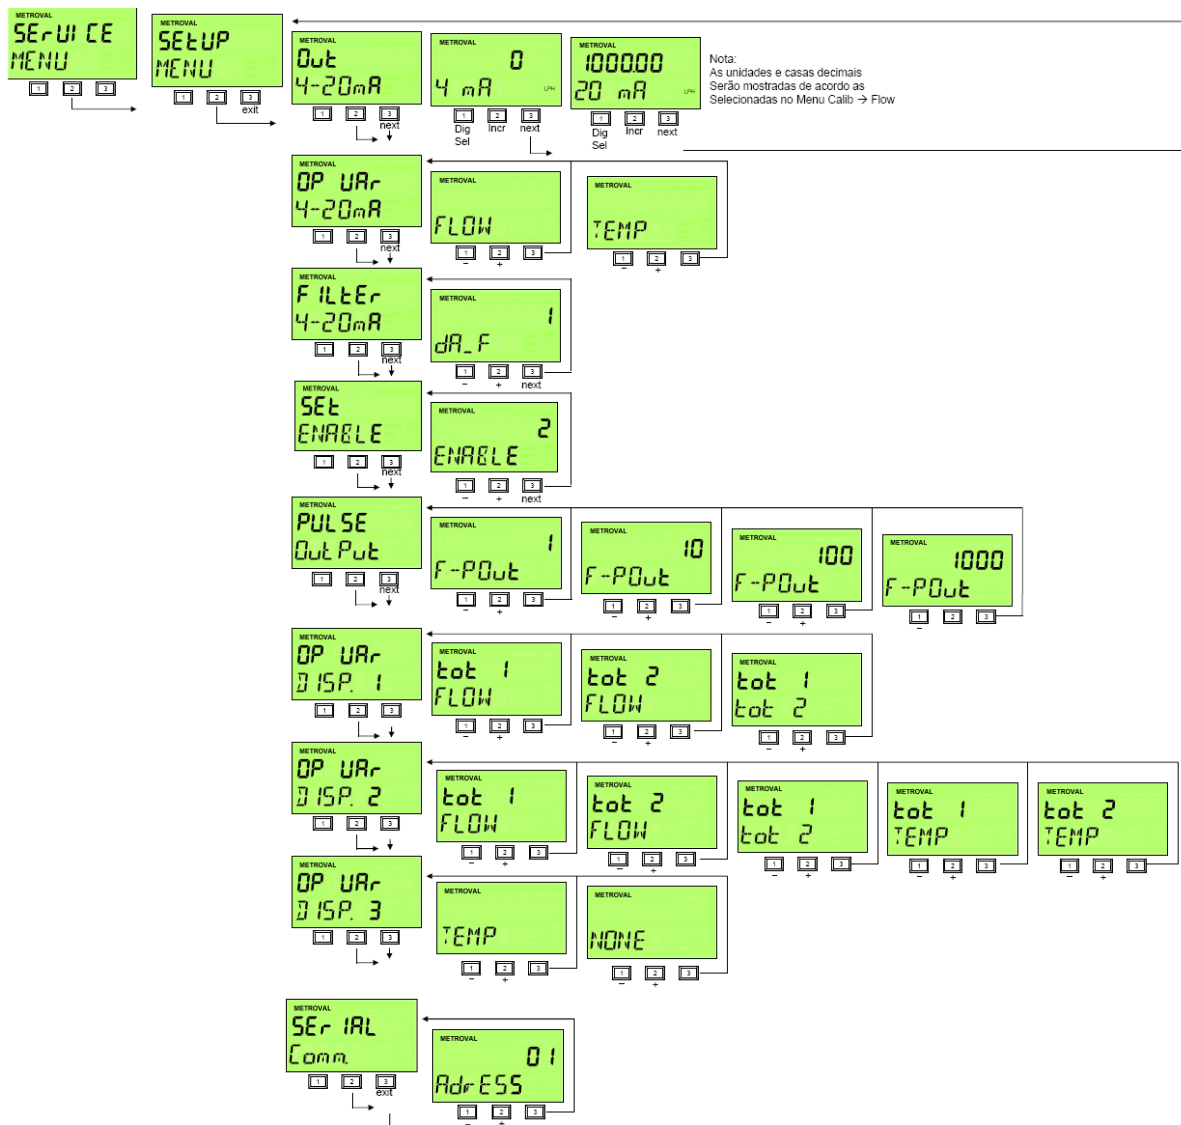 METROVAL
SErUICE
MENU
1 2 3
METROVAL
SEtUP
MENU
1 2 3
exit
METROVAL
Out
4-20mA
1 2 3
next
METROVAL
0
4 mA LPH
1 2 3
Dig Incr next
Sel
METROVAL
1000.00
20 mA LPH
1 2 3
Dig Incr next
Sel
Nota:
As unidades e casas decimais
Serão mostradas de acordo as
Selecionadas no Menu Calib → Flow
METROVAL
OP UAr
4-20mA
1 2 3
next
METROVAL
FLOW
1 2 3
− +
METROVAL
TEMP
1 2 3
− +
METROVAL
FILtEr
4-20mA
1 2 3
next
METROVAL
1
dA_F
1 2 3
− + next
METROVAL
SEt
ENABLE
1 2 3
next
METROVAL
2
ENABLE
1 2 3
− + next
METROVAL
PULSE
OutPut
1 2 3
next
METROVAL
1
F-POut
1 2 3
− +
METROVAL
10
F-POut
1 2 3
− +
METROVAL
100
F-POut
1 2 3
− +
METROVAL
1000
F-POut
1 2 3
−
METROVAL
OP UAr
DISP. 1
1 2 3
METROVAL
tot 1
FLOW
1 2 3
− +
METROVAL
tot 2
FLOW
1 2 3
− +
METROVAL
tot 1
tot 2
1 2 3
− +
METROVAL
OP UAr
DISP. 2
1 2 3
METROVAL
tot 1
FLOW
1 2 3
− +
METROVAL
tot 2
FLOW
1 2 3
− +
METROVAL
tot 1
tot 2
1 2 3
− +
METROVAL
tot 1
TEMP
1 2 3
− +
METROVAL
tot 2
TEMP
1 2 3
− +
METROVAL
OP UAr
DISP. 3
1 2 3
METROVAL
TEMP
1 2 3
− +
METROVAL
NONE
1 2 3
− +
METROVAL
SErIAL
Comm.
1 2 3
exit
METROVAL
01
AdrESS
1 2 3
− +